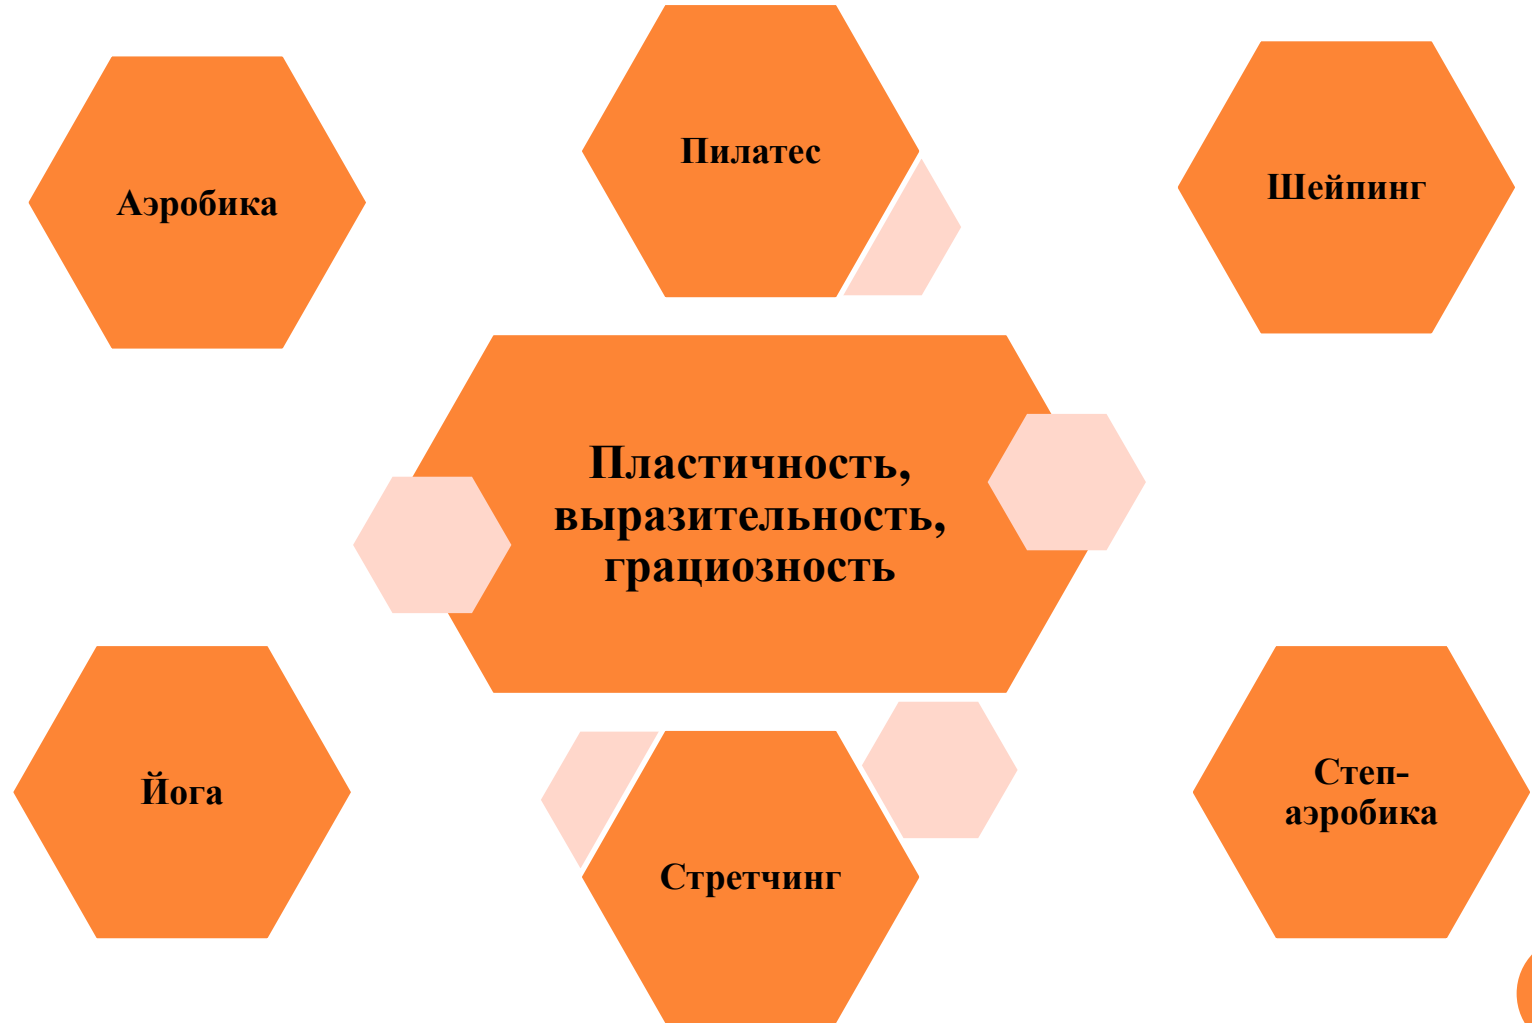 Пилатес
Аэробика
Шейпинг
Пластичность,
выразительность,
грациозность
Йога
Степ-
аэробика
Стретчинг